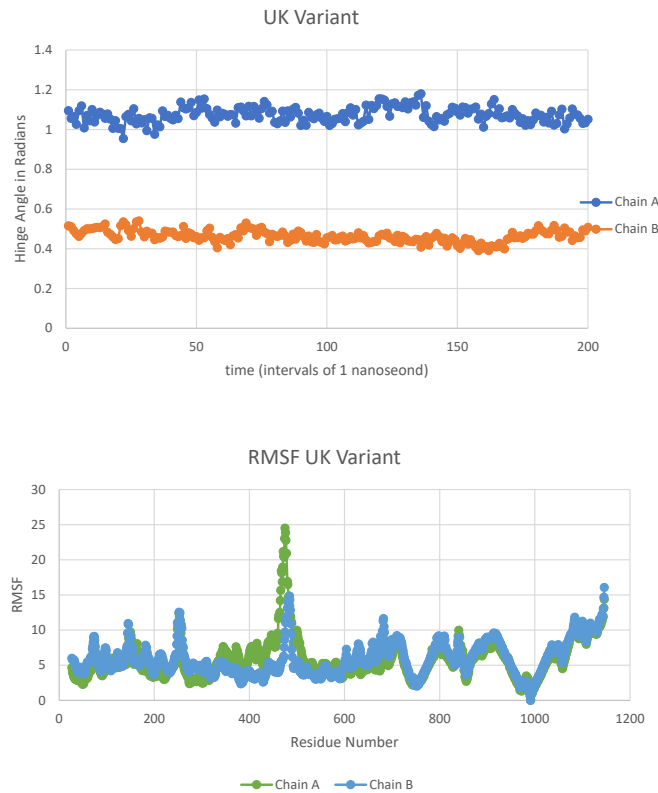 UK Variant
1.4
1.2
1
0.8
0.6
0.4
0.2
0
Hinge Angle in Radians
0 50 100 150 200
time (intervals of 1 nanoseond)
Chain A
Chain B
RMSF UK Variant
30
25
20
15
10
5
0
RMSF
0 200 400 600 800 1000 1200
Residue Number
Chain A Chain B